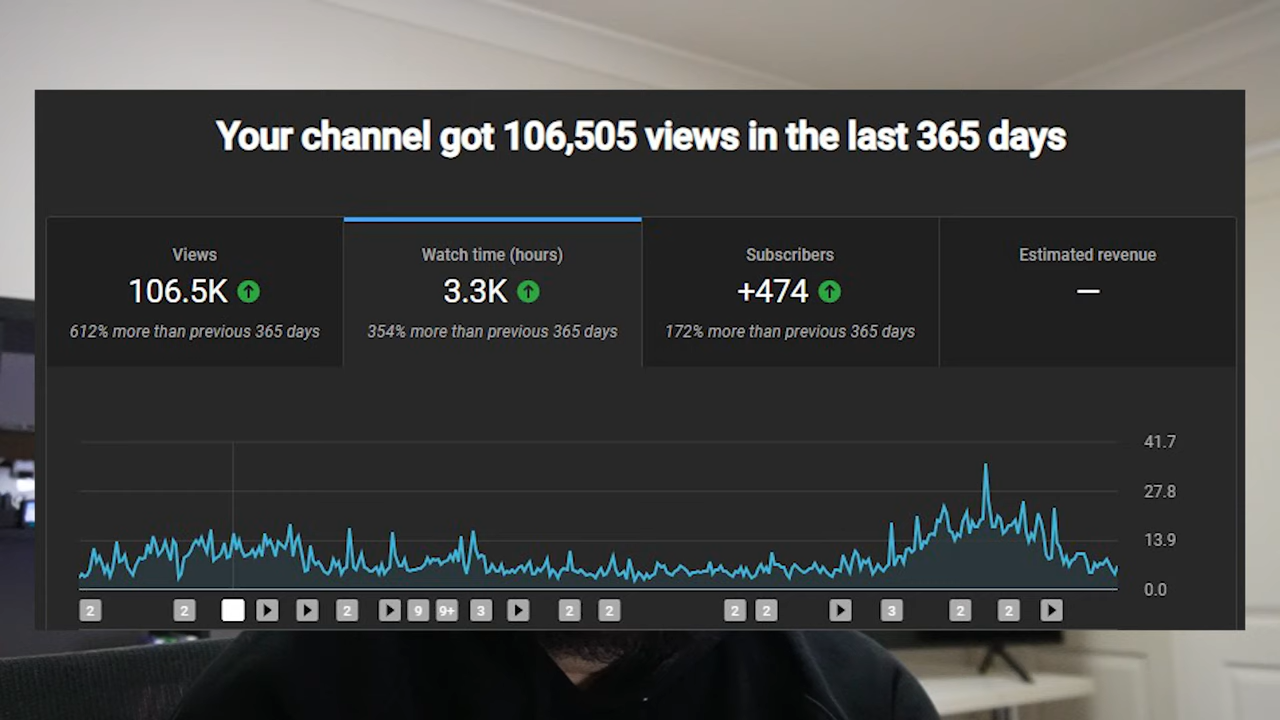 Your channel got 106,505 views in the last 365 days
Views
106.5K
612% more than previous 365 days
Watch time (hours)
3.3K
354% more than previous 365 days
Subscribers
+474
172% more than previous 365 days
Estimated revenue
—
41.7
27.8
13.9
0.0
2 2 2 9 9+ 3 2 2 2 2 3 2 2